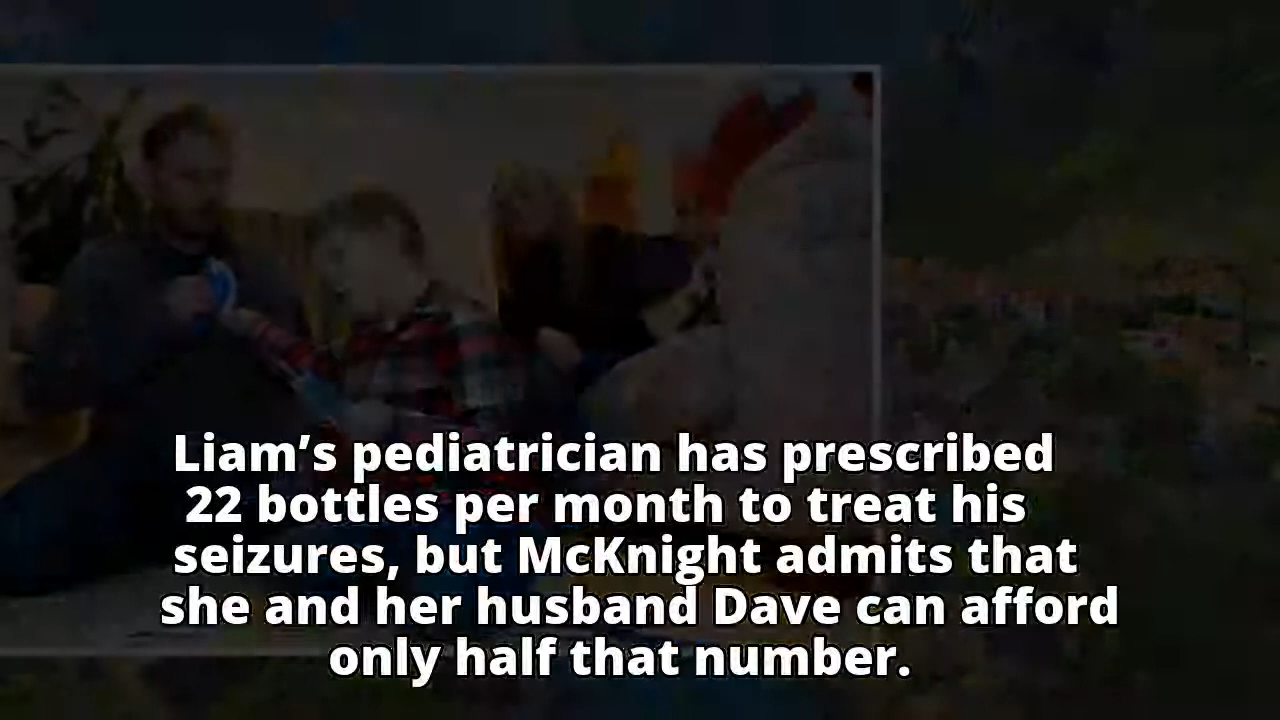 Liam’s pediatrician has prescribed
22 bottles per month to treat his
seizures, but McKnight admits that
she and her husband Dave can afford
only half that number.